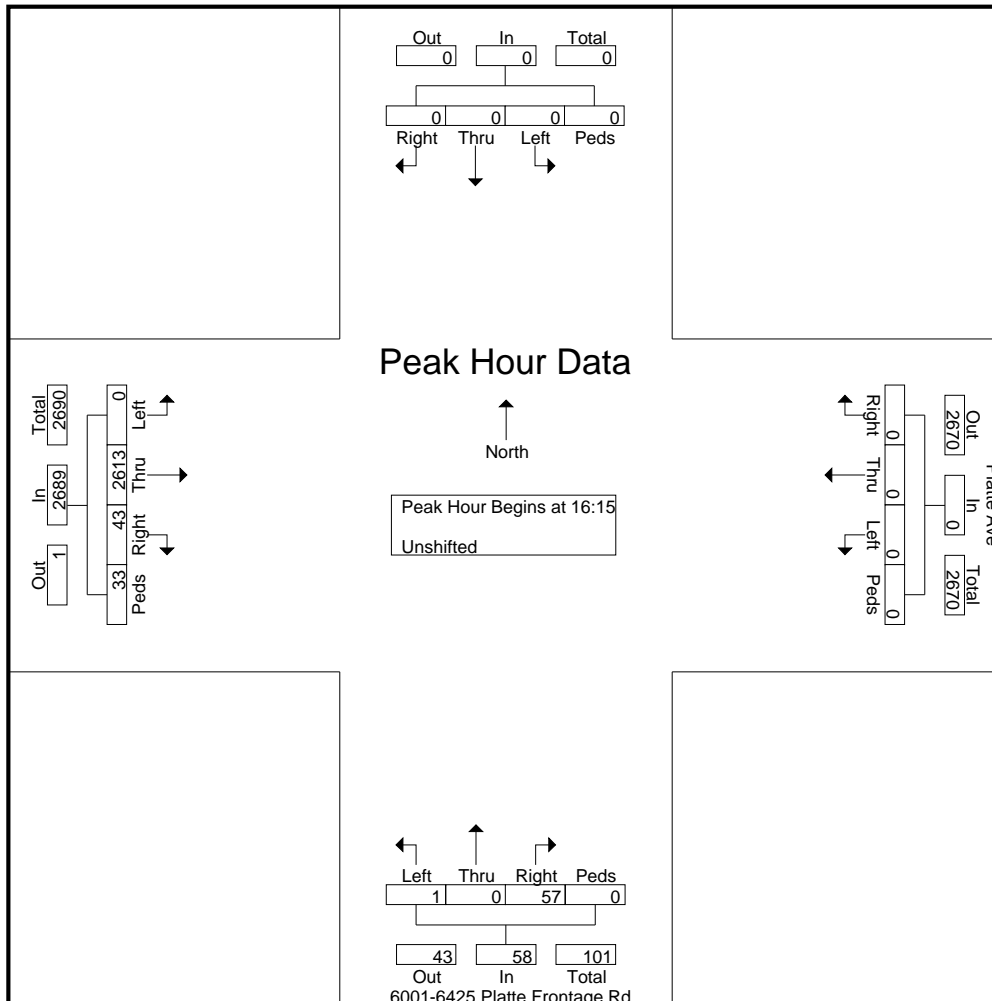 Out In Total
0 0 0
0 0 0 0
Right Thru Left Peds
Peak Hour Data
North
Peak Hour Begins at 16:15
Unshifted
Total In Out
2690 2689 1
0 2613 43 33
Left Thru Right Peds
Right Thru Left Peds
0 0 0 0
Out In Total
2670 0 2670
Platte Ave
Left Thru Right Peds
1 0 57 0
43 58 101
Out In Total
6001-6425 Platte Frontage Rd